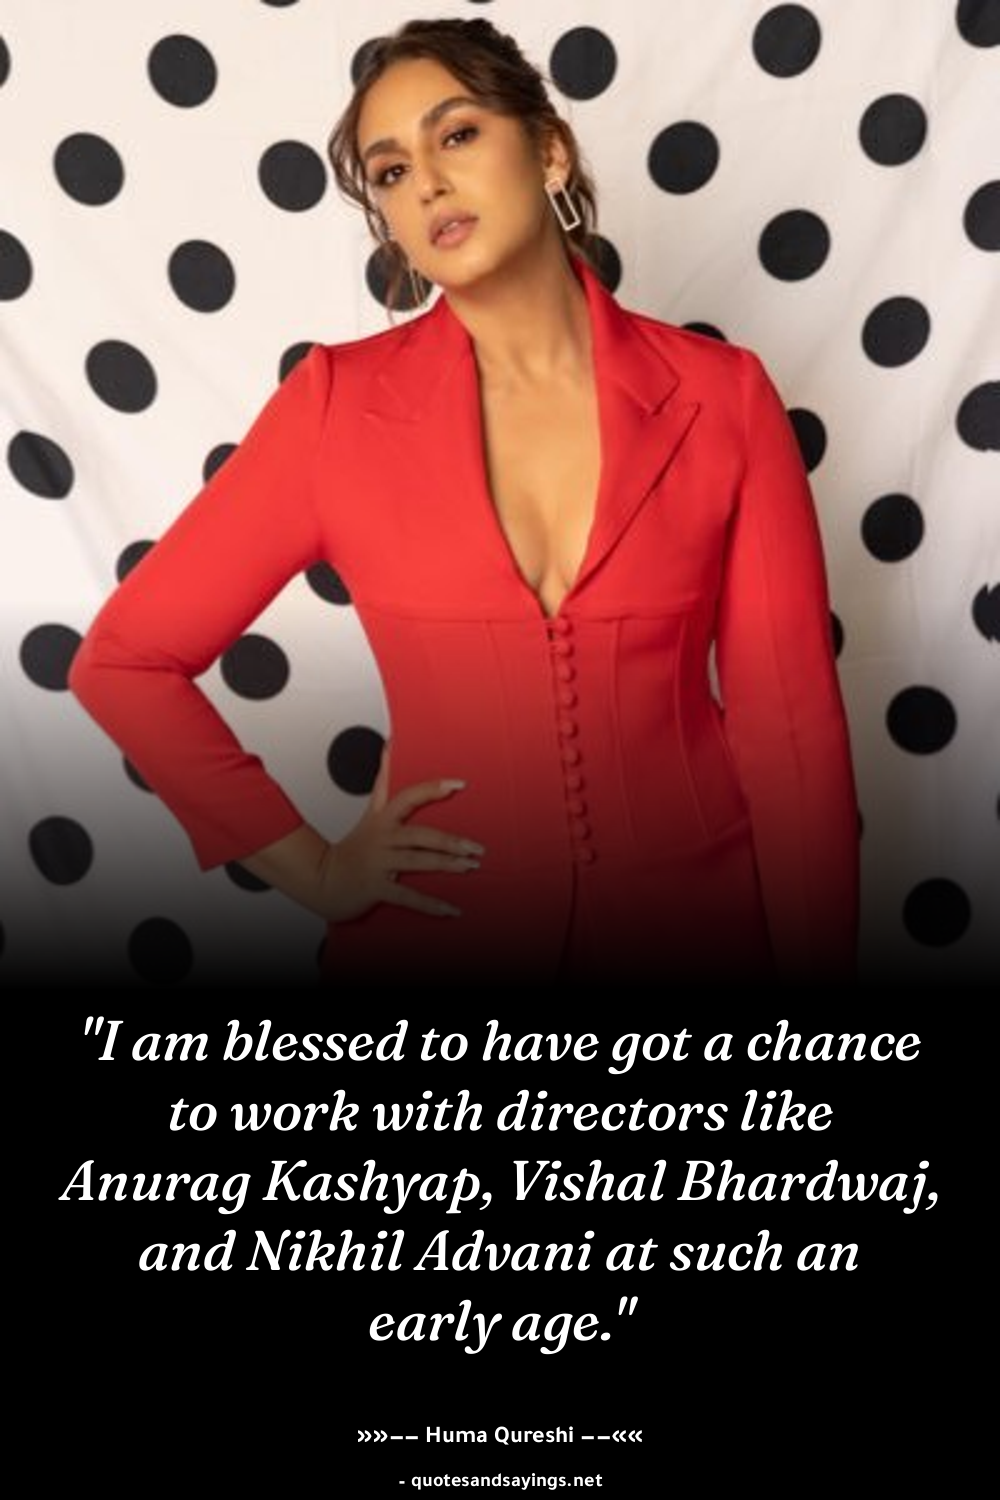 "I am blessed to have got a chance
to work with directors like
Anurag Kashyap, Vishal Bhardwaj,
and Nikhil Advani at such an
early age."
»»−− Huma Qureshi −−««
- quotesandsayings.net